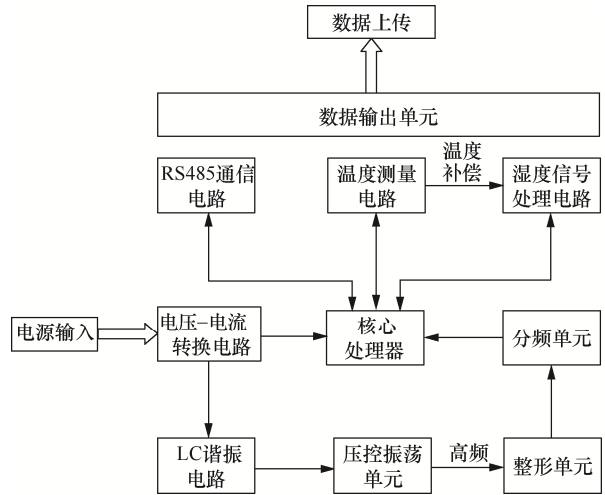 数据上传
数据输出单元
RS485通信
电路
温度测量
电路
温度
补偿
湿度信号
处理电路
电源输入
电压–电流
转换电路
核心
处理器
分频单元
LC谐振
电路
压控振荡
单元
高频
整形单元